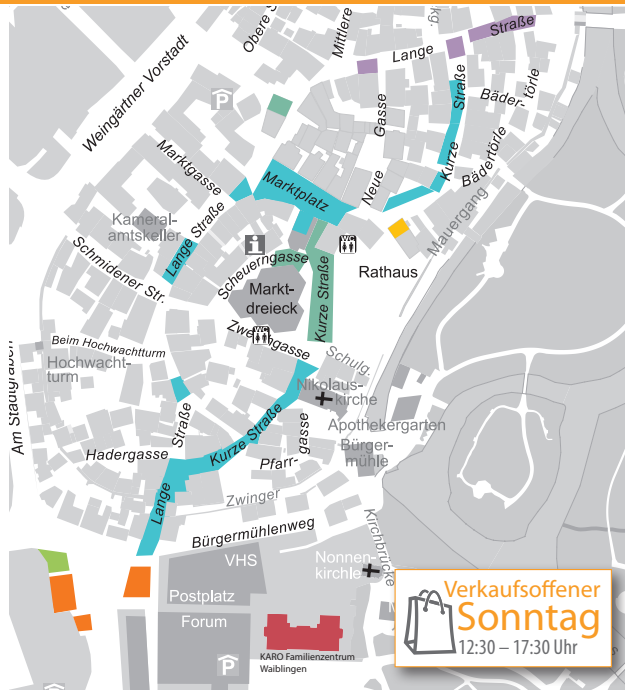 Obere S
Mittlere
kg.
Lange
Straße
Weingärtner Vorstadt
P
Gasse
Straße
Bäder-
törle
Marktgasse
Kurze
Bädertörle
Marktplatz
Neue
Mauergang
Kameral-
amtskeller
Lange Straße
i
WC
Rathaus
Scheuerngasse
Schmidener Str.
Markt-
dreieck
Kurze Straße
WC
Beim Hochwachtturm
Schulg.
Hochwacht-
turm
Nikolaus-
kirche
Am Stadtgraben
Straße
Kurze Straße
Apothekergarten
Hadergasse
Pfarr-
gasse
Bürger-
mühle
Lange
Zwinger
Bürgermühlenweg
Kirchbrücke
VHS
Nonnen-
kirchle
Postplatz
Forum
P
KARO Familienzentrum
Waiblingen
P
Verkaufsoffener
Sonntag
12:30 – 17:30 Uhr